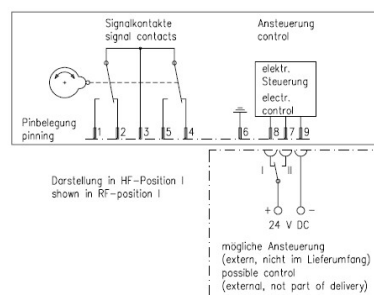 Signalkontakte
signal contacts
Ansteuerung
control
elektr.
Steuerung
electr.
control
Pinbelegung
pinning
1 2 3 5 4 6 8 7 9
Darstellung in HF-Position I
shown in RF-position I
I II
+ -
24 V DC
mögliche Ansteuerung
(extern, nicht im Lieferumfang)
possible control
(external, not part of delivery)